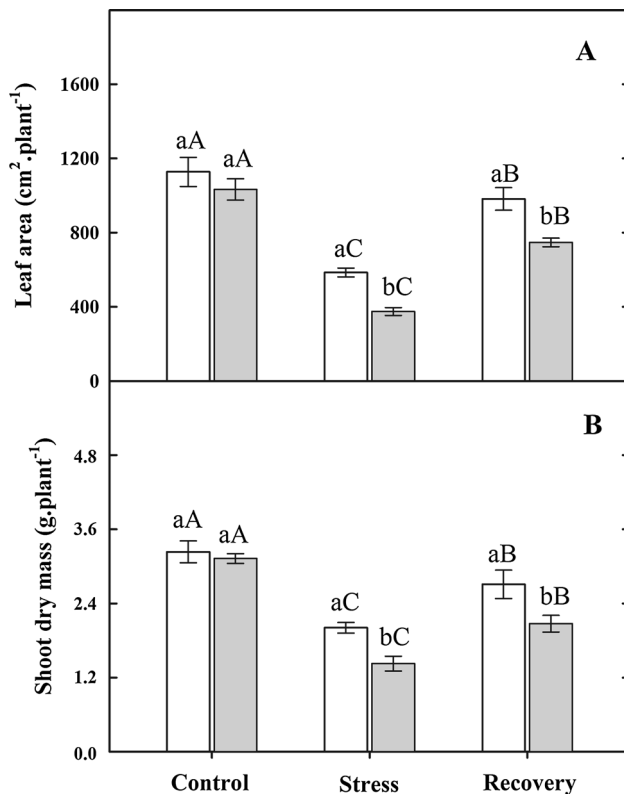 A
Leaf area (cm².plant⁻¹)
1600
1200
800
400
0
aA aA
aC bC
aB bB
B
Shoot dry mass (g.plant⁻¹)
4.8
3.6
2.4
1.2
0.0
aA aA
aC bC
aB bB
Control Stress Recovery